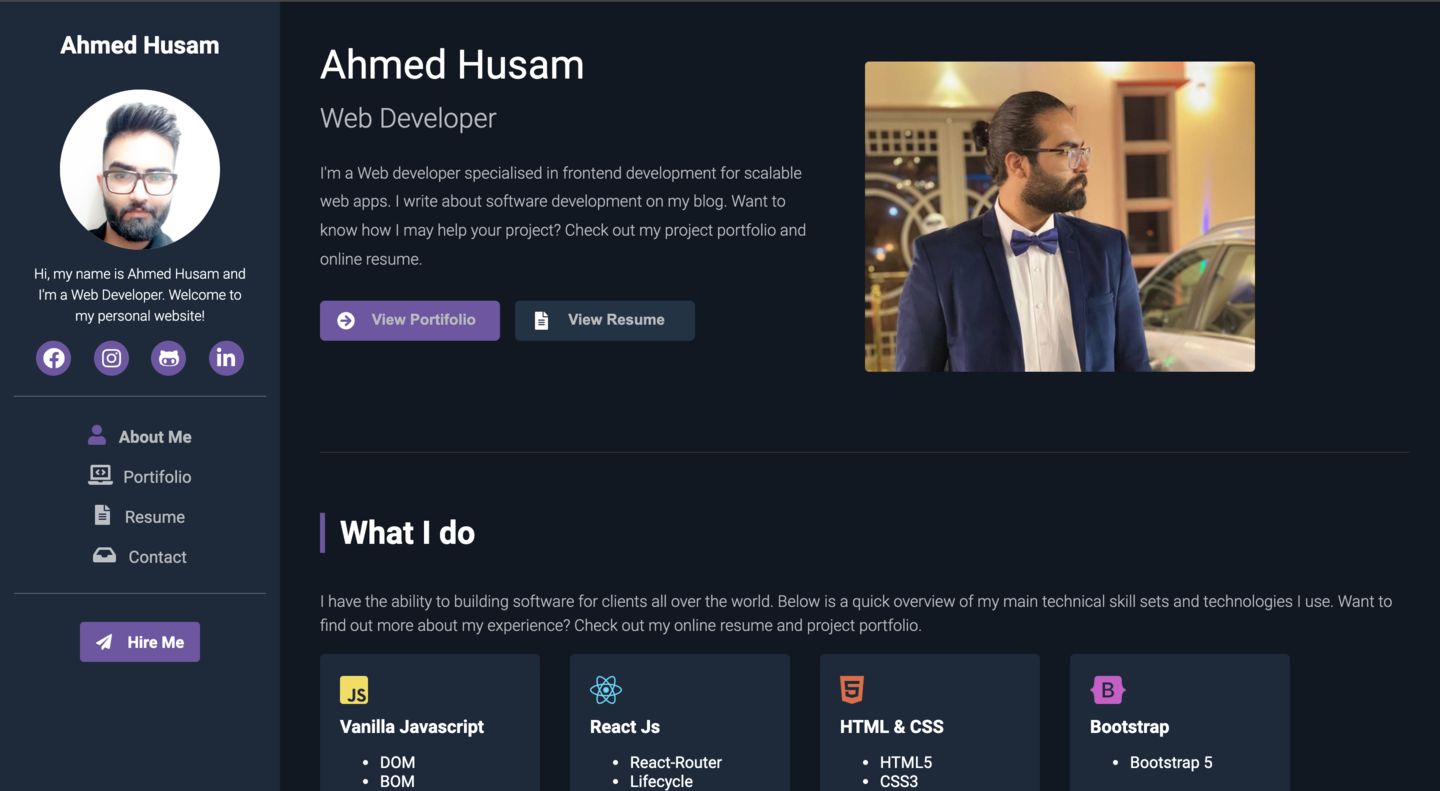 Ahmed Husam
Hi, my name is Ahmed Husam and
I'm a Web Developer. Welcome to
my personal website!
About Me
Portifolio
Resume
Contact
Hire Me
Ahmed Husam
Web Developer
I'm a Web developer specialised in frontend development for scalable
web apps. I write about software development on my blog. Want to
know how I may help your project? Check out my project portfolio and
online resume.
View Portifolio
View Resume
What I do
I have the ability to building software for clients all over the world. Below is a quick overview of my main technical skill sets and technologies I use. Want to
find out more about my experience? Check out my online resume and project portfolio.
JS
Vanilla Javascript
• DOM
• BOM
React Js
• React-Router
• Lifecycle
5
HTML & CSS
• HTML5
• CSS3
B
Bootstrap
• Bootstrap 5